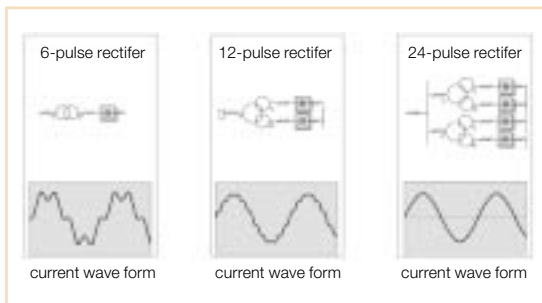 6-pulse rectifer
12-pulse rectifer
24-pulse rectifer
current wave form
current wave form
current wave form